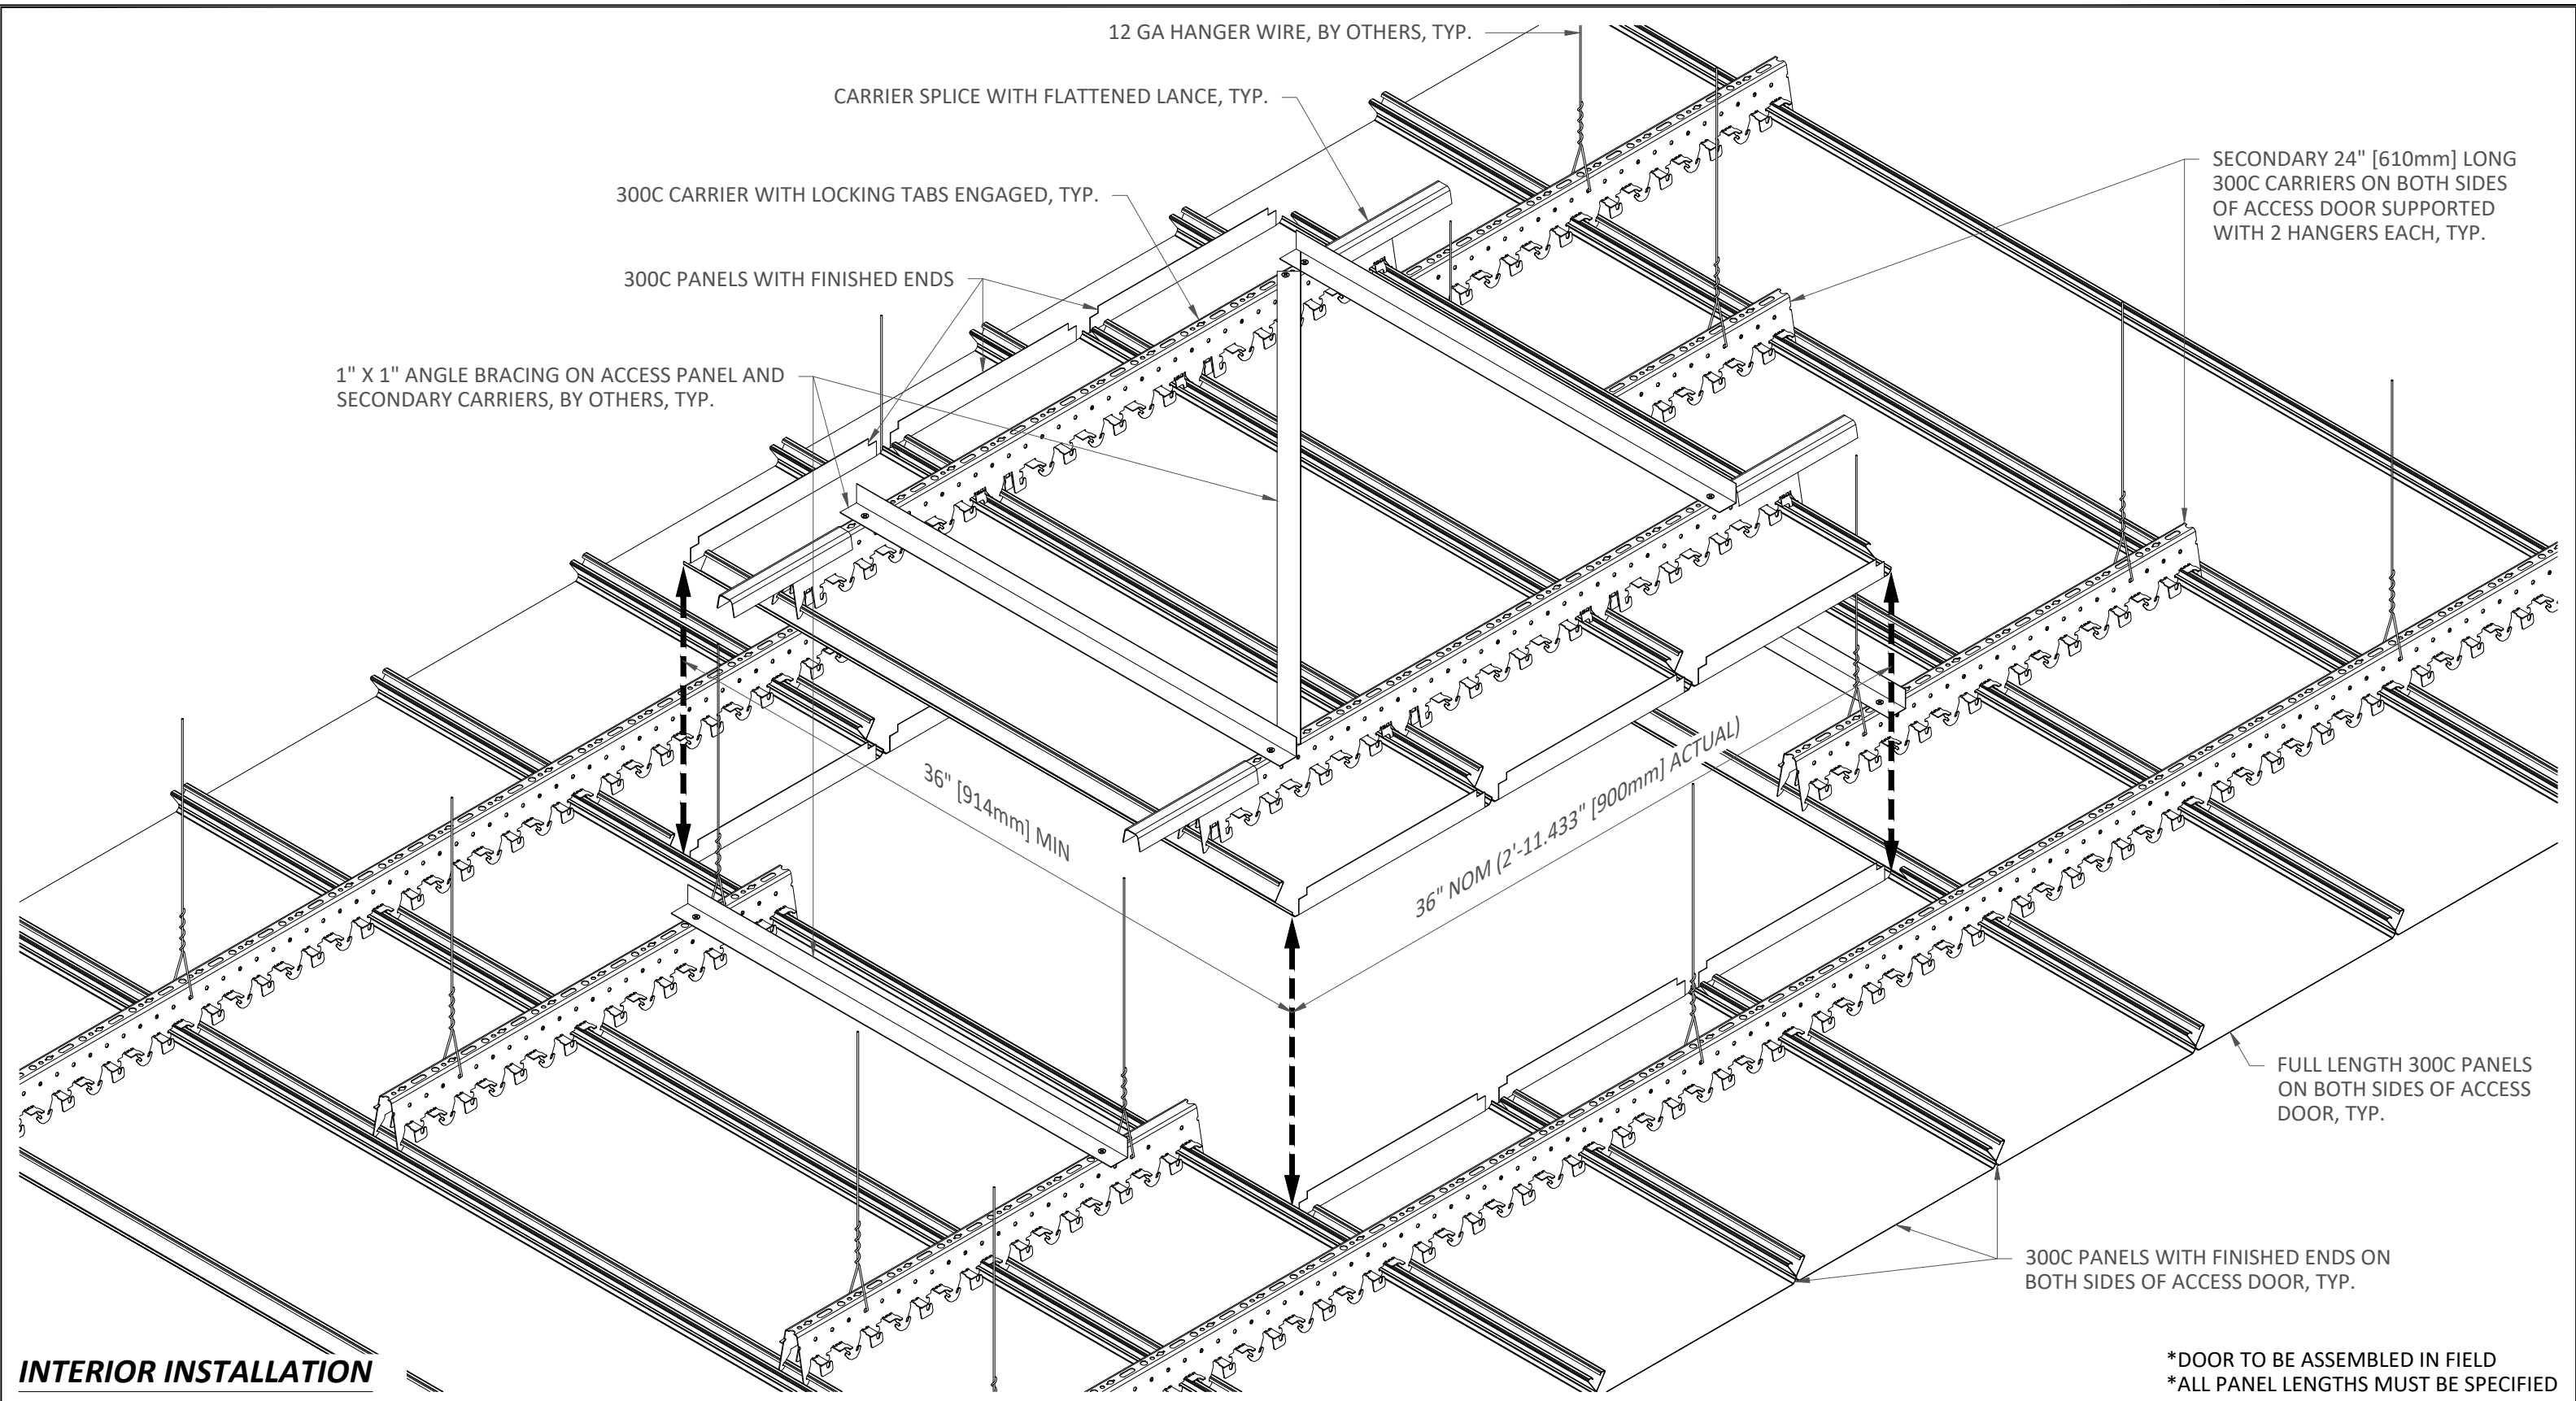 12 GA HANGER WIRE, BY OTHERS, TYP.
CARRIER SPLICE WITH FLATTENED LANCE, TYP.
SECONDARY 24" [610mm] LONG
300C CARRIERS ON BOTH SIDES
OF ACCESS DOOR SUPPORTED
WITH 2 HANGERS EACH, TYP.
300C CARRIER WITH LOCKING TABS ENGAGED, TYP.
300C PANELS WITH FINISHED ENDS
1" X 1" ANGLE BRACING ON ACCESS PANEL AND
SECONDARY CARRIERS, BY OTHERS, TYP.
36" [914mm] MIN
36" NOM (2'-11.433" [900mm] ACTUAL)
FULL LENGTH 300C PANELS
ON BOTH SIDES OF ACCESS
DOOR, TYP.
300C PANELS WITH FINISHED ENDS ON
BOTH SIDES OF ACCESS DOOR, TYP.
INTERIOR INSTALLATION
*DOOR TO BE ASSEMBLED IN FIELD
*ALL PANEL LENGTHS MUST BE SPECIFIED